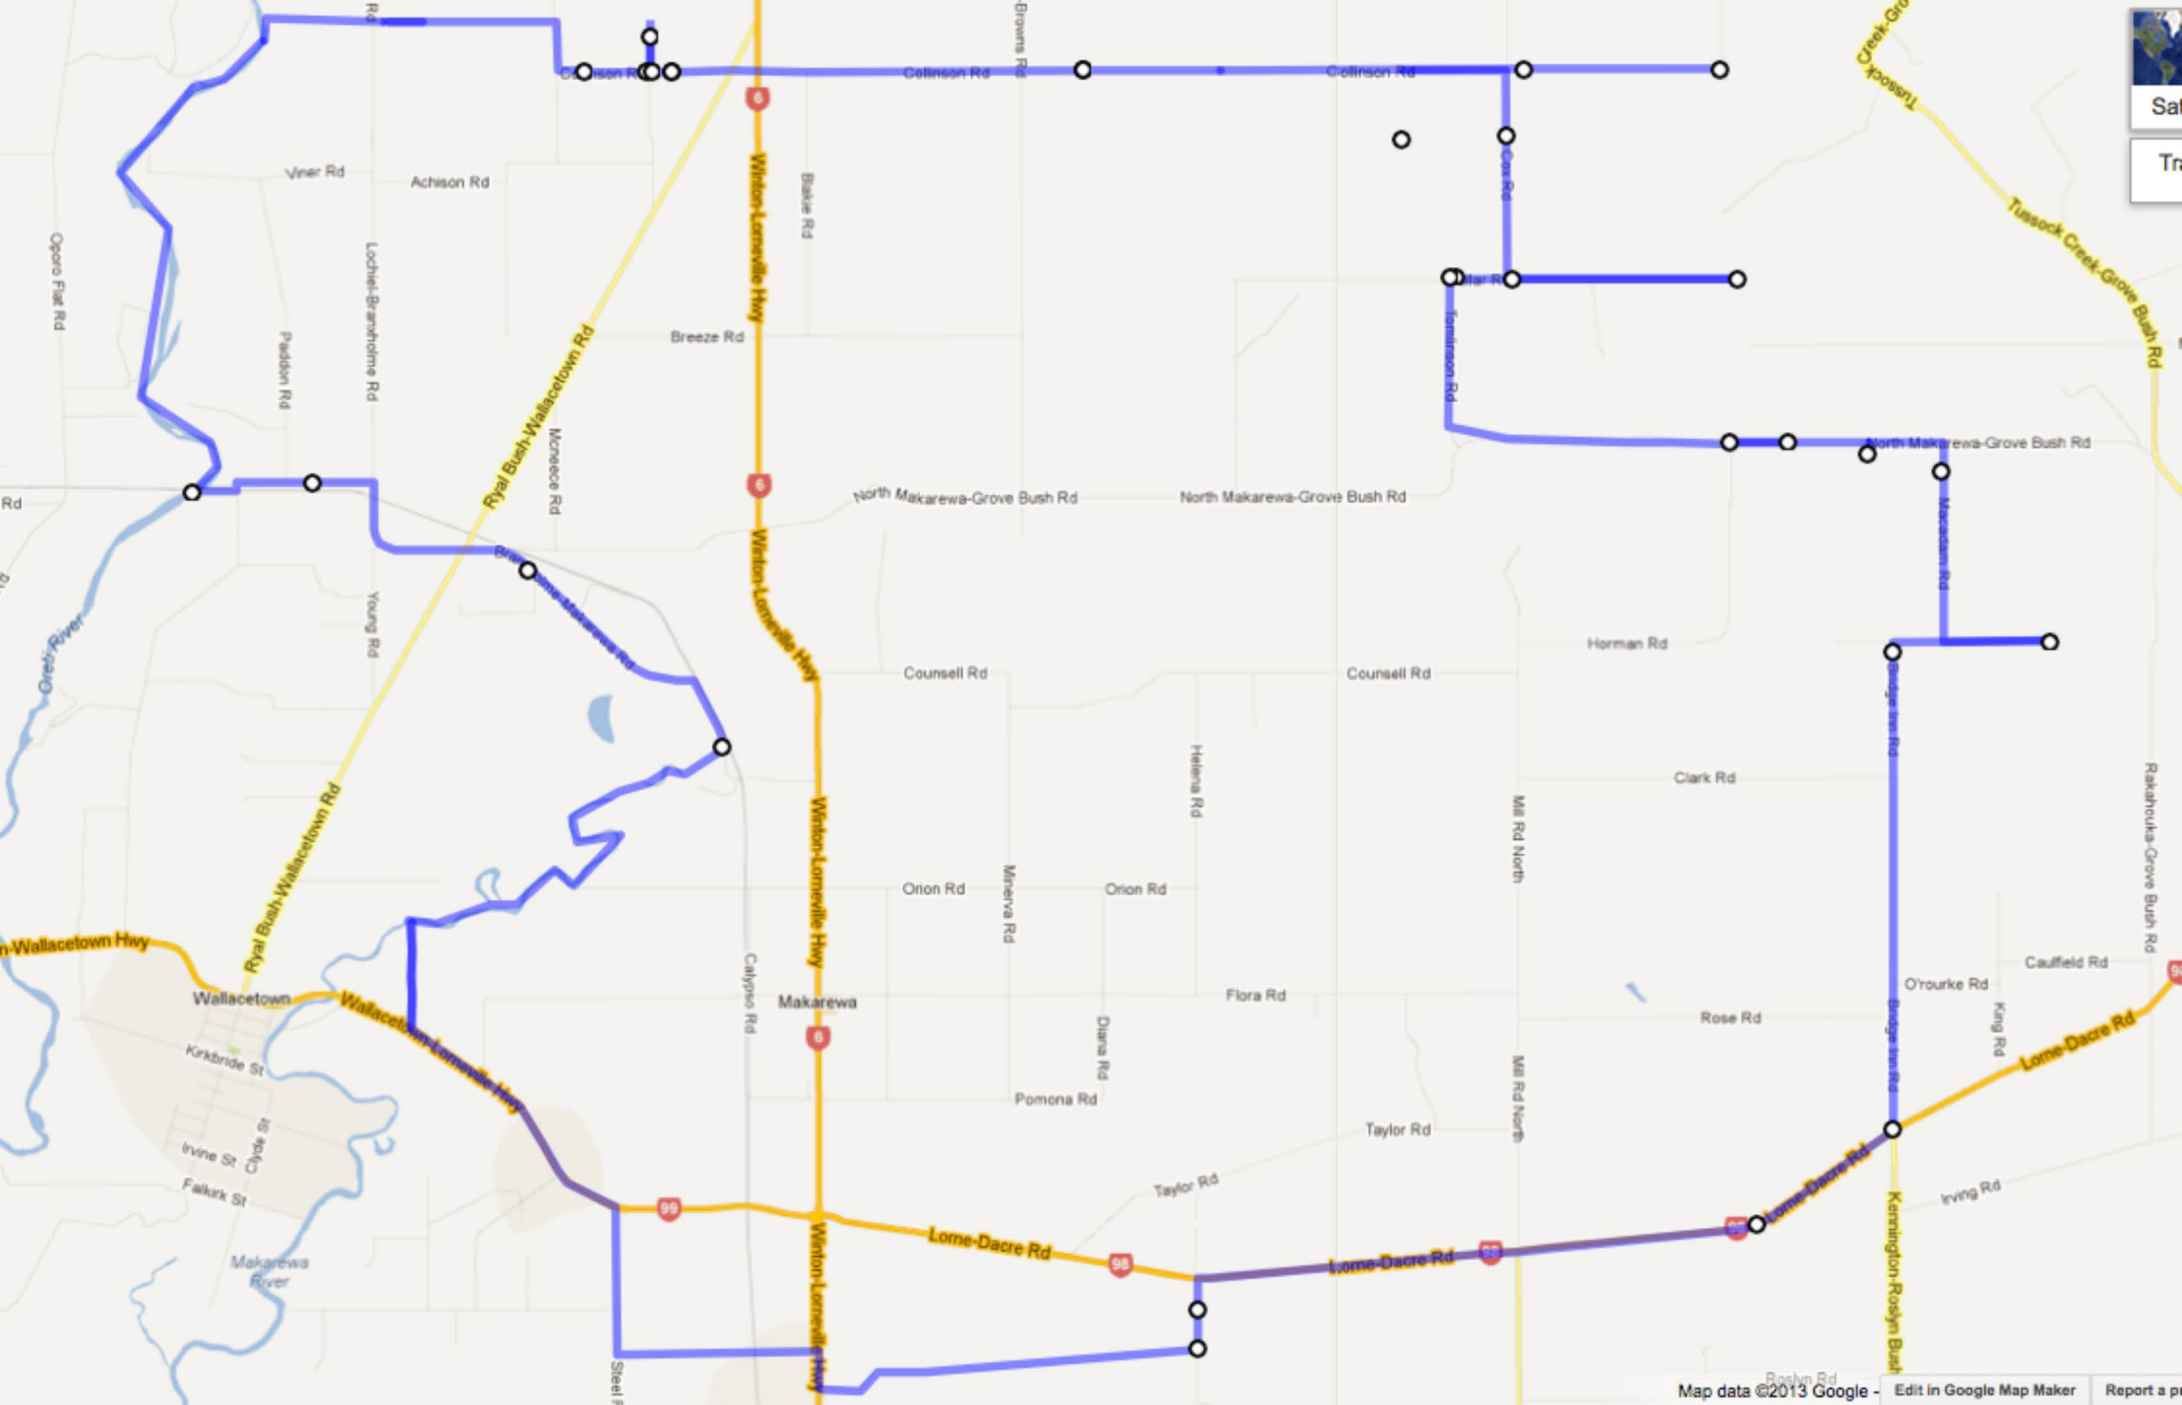 Rd
-Browns Rd
Creek-Gro
Tussock
Collinson Rd
Collinson Rd
6
Viner Rd
Achison Rd
Blakie Rd
Winton-Lorneville Hwy
Cox Rd
Tussock Creek-Grove Bush Rd
Oporo Flat Rd
Lochiel-Branxholme Rd
Paddon Rd
Breeze Rd
Ryal Bush-Wallacetown Rd
Tomlinson Rd
Mcneece Rd
North Makarewa-Grove Bush Rd
6
North Makarewa-Grove Bush Rd
North Makarewa-Grove Bush Rd
Rd
Macadam Rd
Winton-Lorneville Hwy
Young Rd
Oreti River
Horman Rd
Counsell Rd
Counsell Rd
Bridge Inn Rd
Helena Rd
Clark Rd
Mill Rd North
Rakahouka-Grove Bush Rd
Winton-Lorneville Hwy
Ryal Bush-Wallacetown Rd
Orion Rd
Orion Rd
Minerva Rd
n-Wallacetown Hwy
Calypso Rd
Caulfield Rd
O'rourke Rd
Wallacetown
Makarewa
Flora Rd
Rose Rd
Wallacetown-Lorneville Hwy
6
Diana Rd
Mill Rd North
Bridge Inn Rd
King Rd
Lorne-Dacre Rd
Kirkbride St
Pomona Rd
Taylor Rd
Clyde St
Irvine St
Falkirk St
Taylor Rd
Lorne-Dacre Rd
Irving Rd
99
Lorne-Dacre Rd
98
Lorne-Dacre Rd
98
Makarewa
River
Winton-Lorneville Hwy
Kennington-Roslyn Bush
Steel R
Roslyn Rd
Map data ©2013 Google -
Edit in Google Map Maker
Report a p